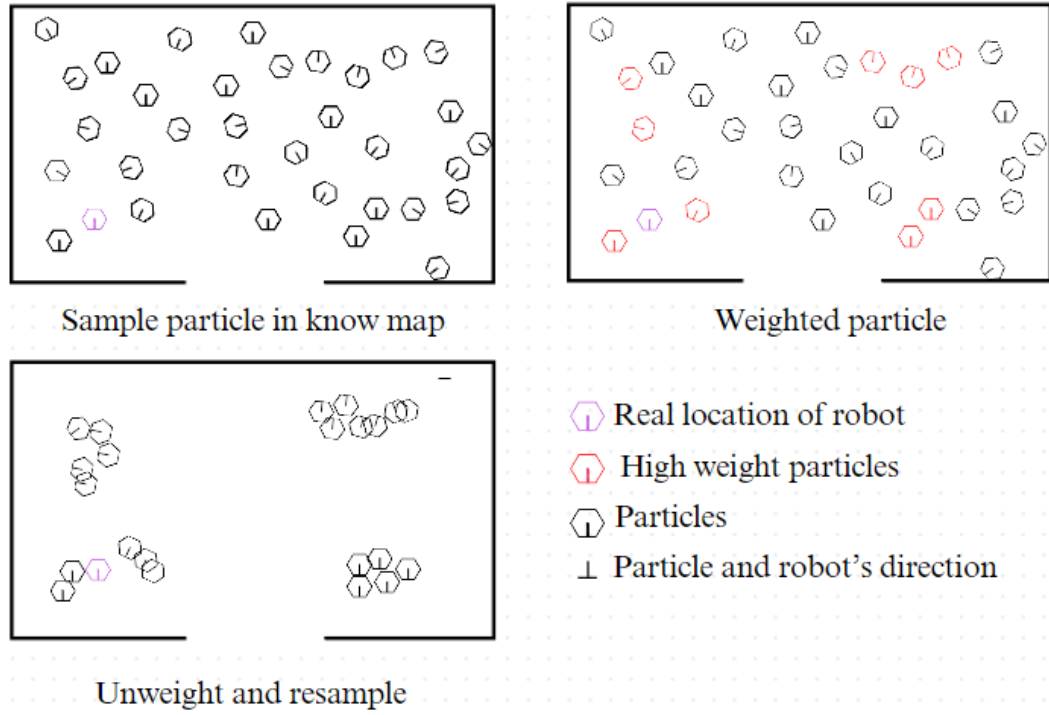 Sample particle in know map
Weighted particle
Unweight and resample
Real location of robot
High weight particles
Particles
Particle and robot's direction